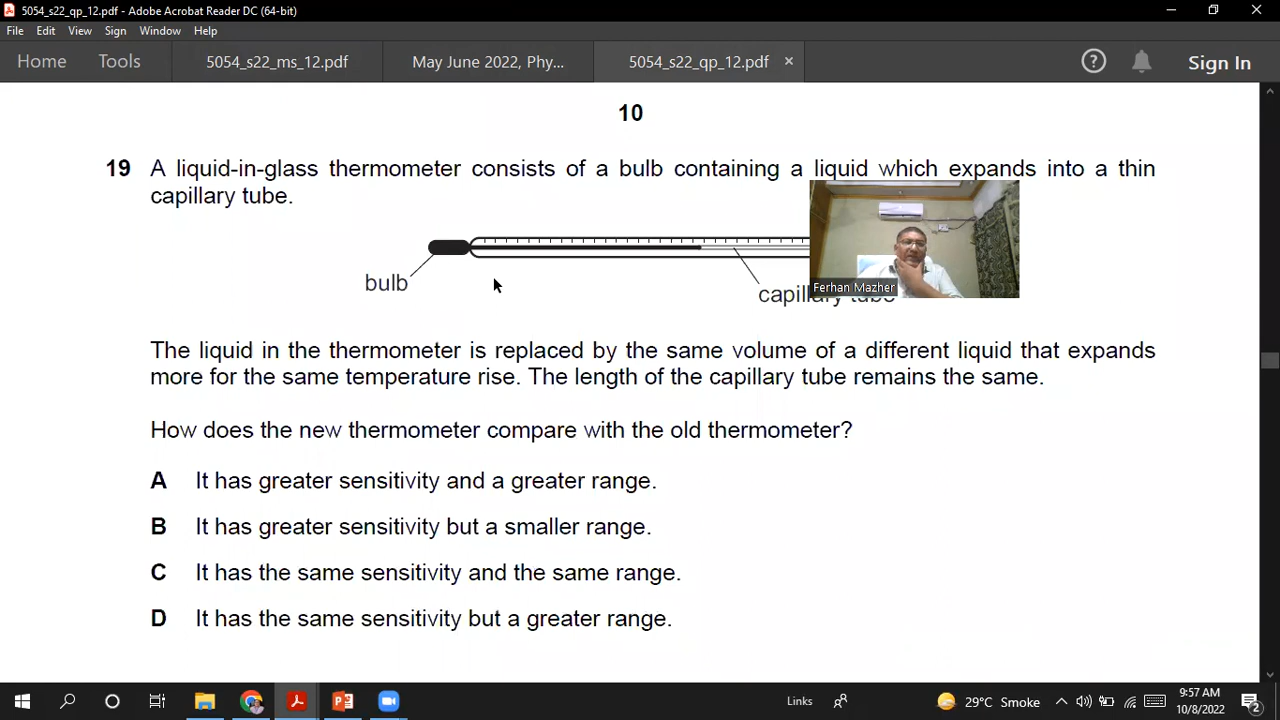 5054_s22_qp_12.pdf - Adobe Acrobat Reader DC (64-bit)
File Edit View Sign Window Help
Home Tools 5054_s22_ms_12.pdf May June 2022, Phy... 5054_s22_qp_12.pdf × ? Sign In
10
19 A liquid-in-glass thermometer consists of a bulb containing a liquid which expands into a thin
capillary tube.
bulb
Ferhan Mazher
capillary tube
The liquid in the thermometer is replaced by the same volume of a different liquid that expands
more for the same temperature rise. The length of the capillary tube remains the same.
How does the new thermometer compare with the old thermometer?
A It has greater sensitivity and a greater range.
B It has greater sensitivity but a smaller range.
C It has the same sensitivity and the same range.
D It has the same sensitivity but a greater range.
Links 29°C Smoke 9:57 AM
10/8/2022
2